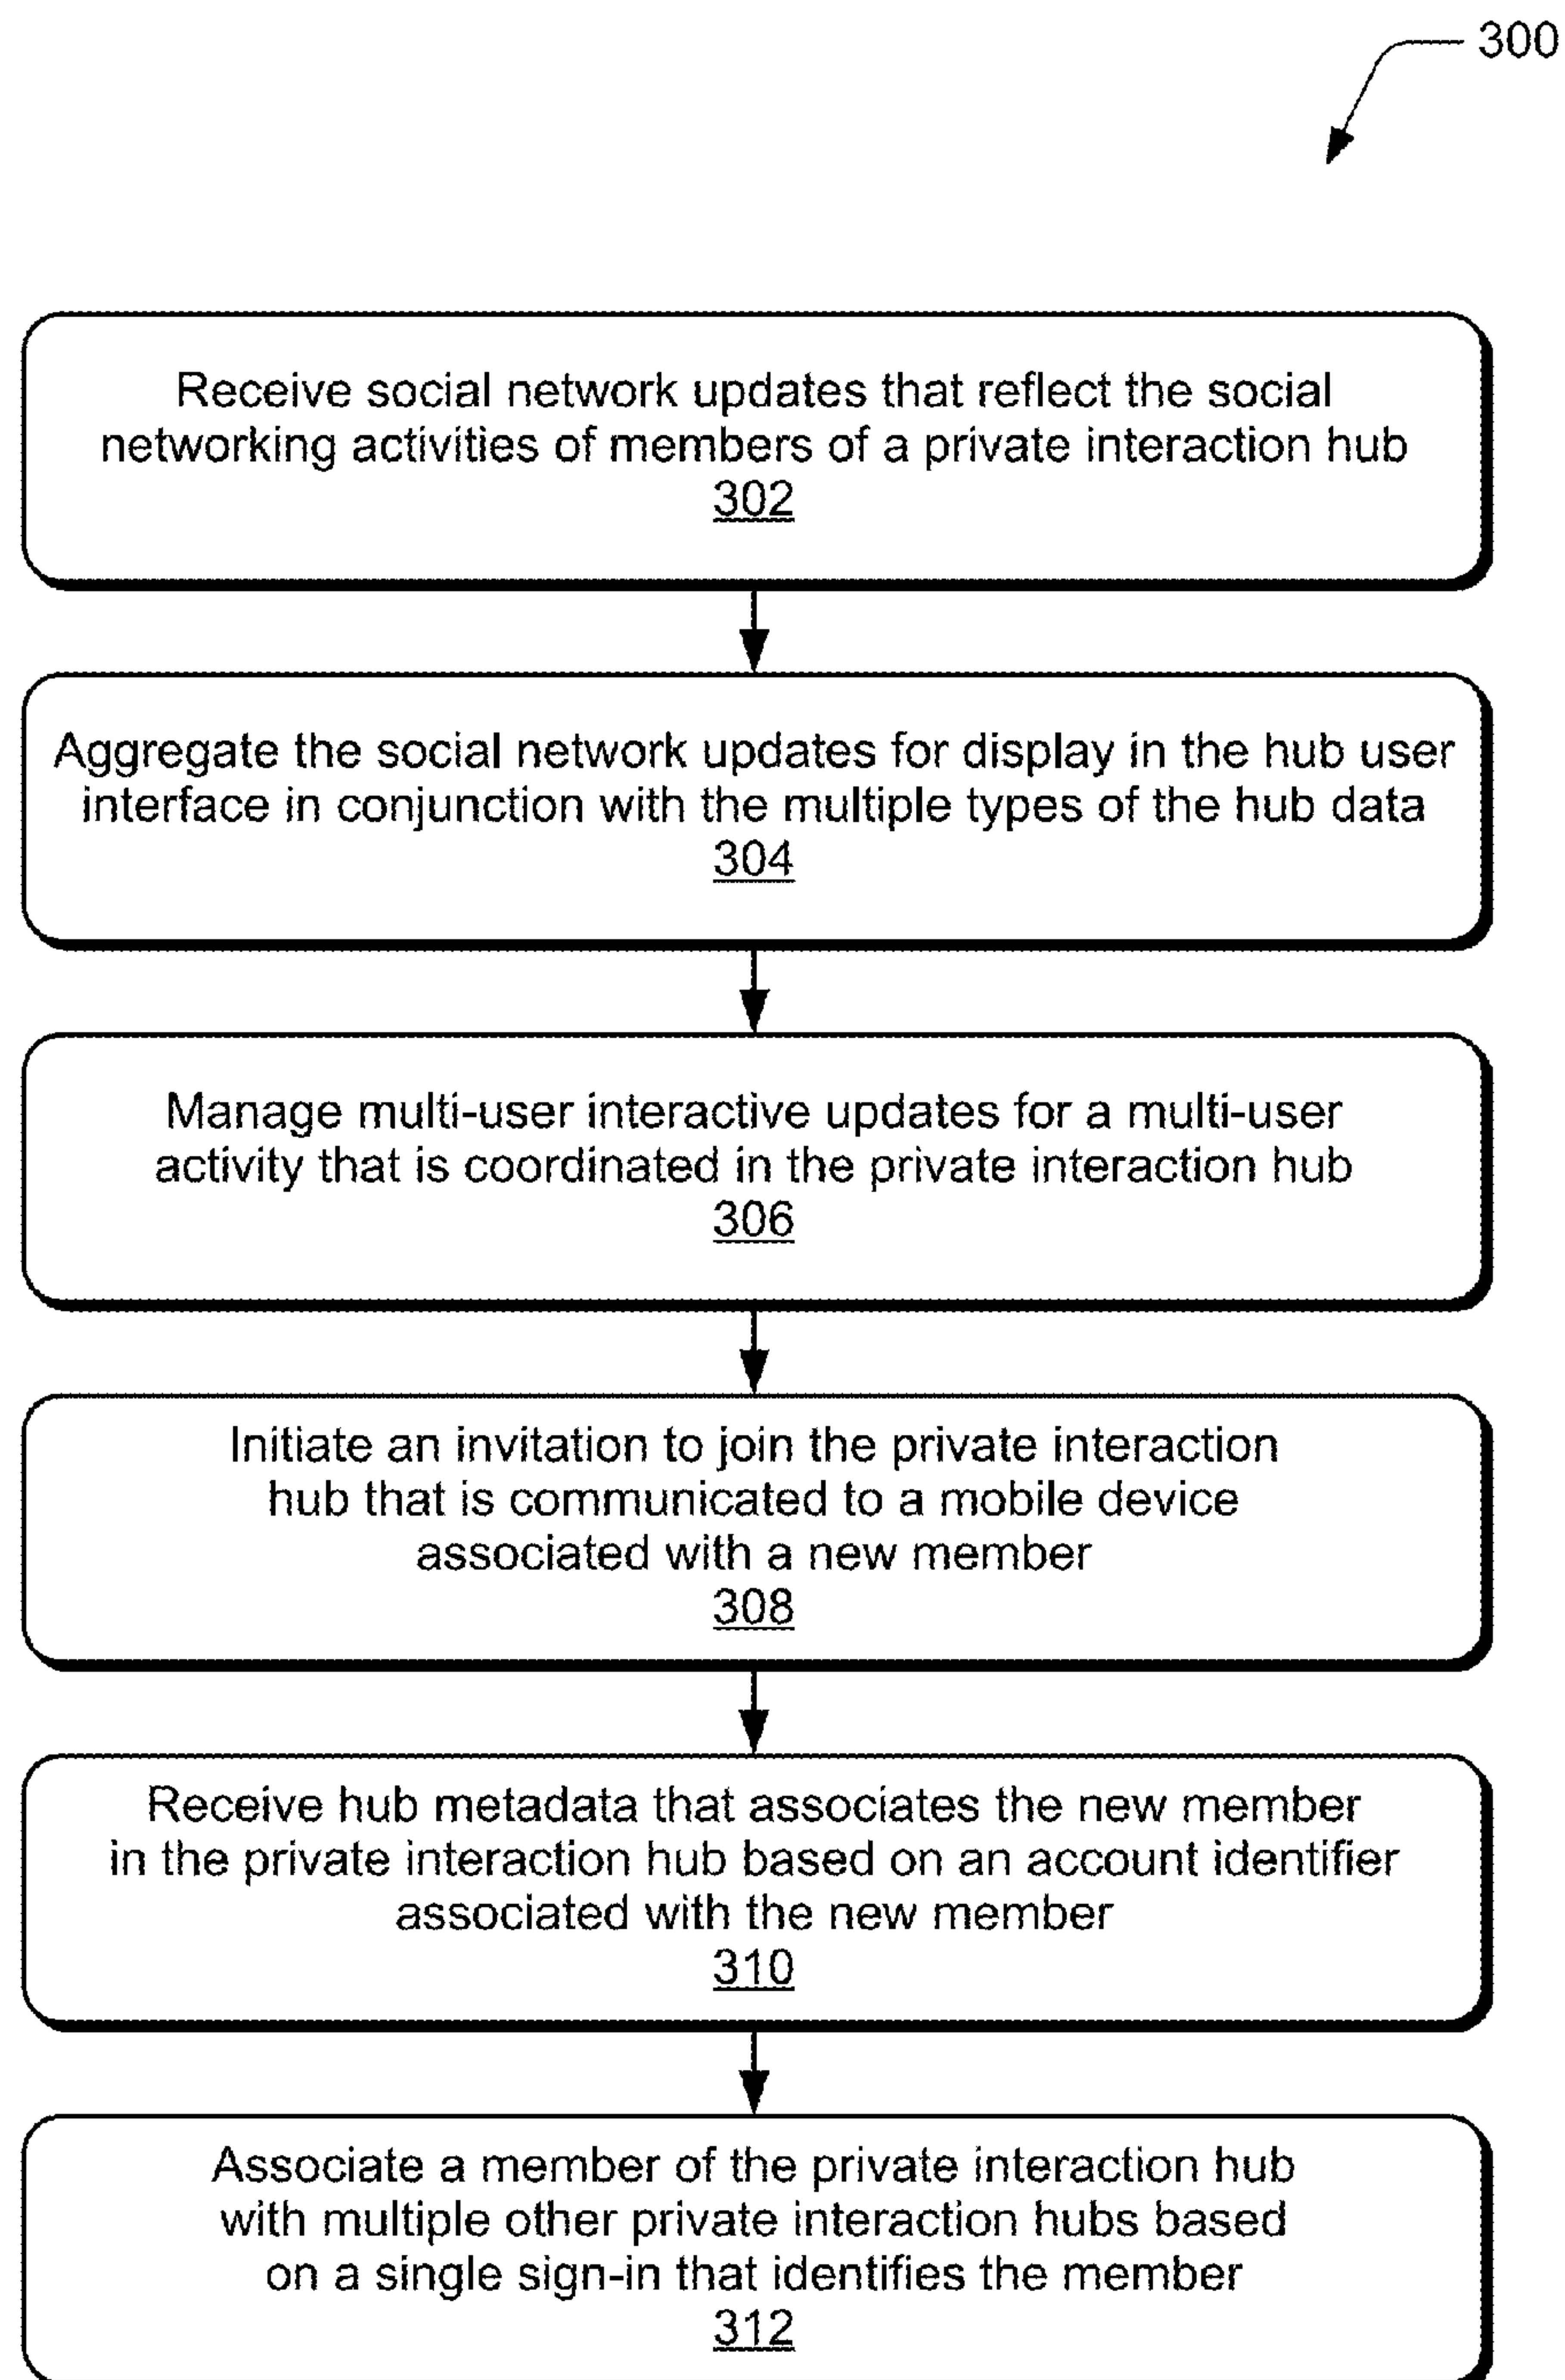 300
Receive social network updates that reflect the social
networking activities of members of a private interaction hub
302
Aggregate the social network updates for display in the hub user
interface in conjunction with the multiple types of the hub data
304
Manage multi-user interactive updates for a multi-user
activity that is coordinated in the private interaction hub
306
Initiate an invitation to join the private interaction
hub that is communicated to a mobile device
associated with a new member
308
Receive hub metadata that associates the new member
in the private interaction hub based on an account identifier
associated with the new member
310
Associate a member of the private interaction hub
with multiple other private interaction hubs based
on a single sign-in that identifies the member
312